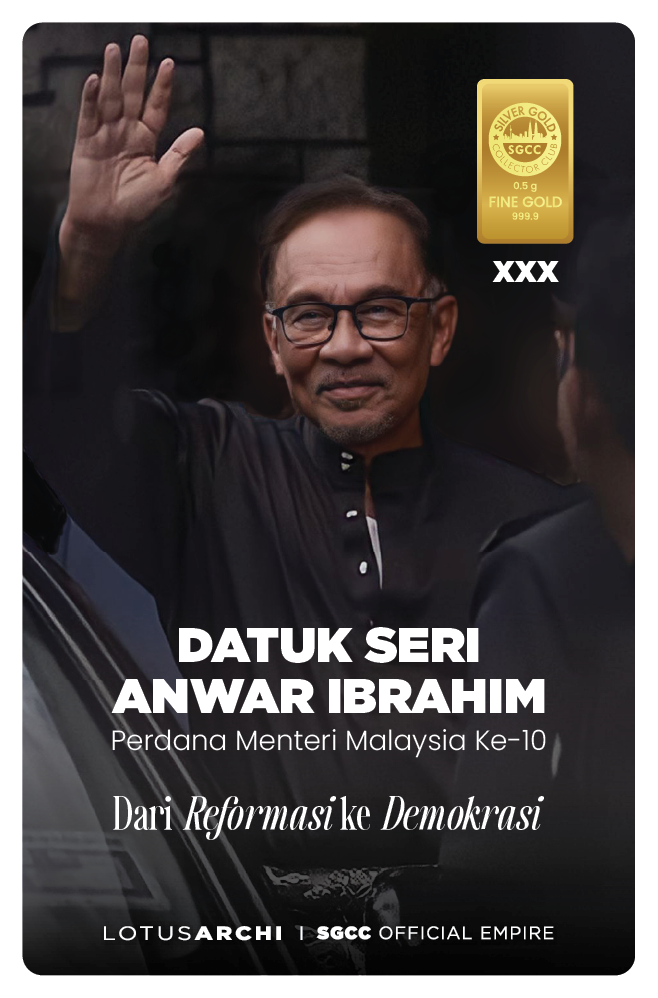 SILVER GOLD
SGCC
COLLECTOR CLUB
0.5 g
FINE GOLD
999.9
XXX
DATUK SERI
ANWAR IBRAHIM
Perdana Menteri Malaysia Ke-10
Dari Reformasi ke Demokrasi
LOTUSARCHI | SGCC OFFICIAL EMPIRE